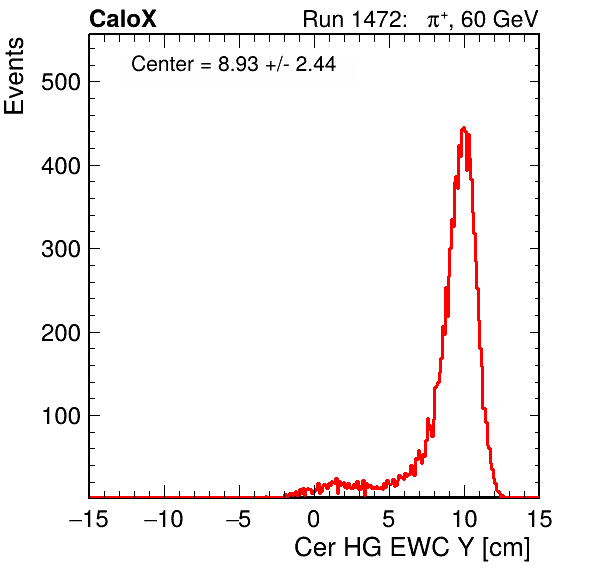 CaloX Run 1472: π⁺, 60 GeV
Center = 8.93 +/- 2.44
Events
500
400
300
200
100
−15 −10 −5 0 5 10 15
Cer HG EWC Y [cm]